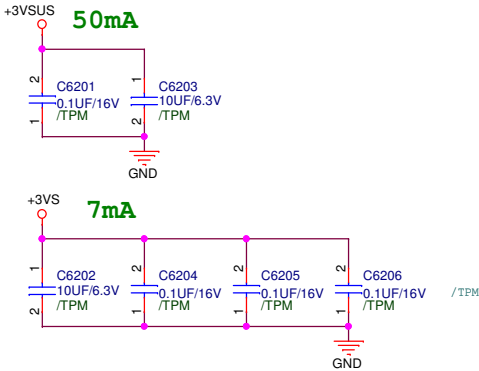 +3VSUS
50mA
2
1
C6201
0.1UF/16V
/TPM
1
2
C6203
10UF/6.3V
/TPM
GND
+3VS
7mA
1
2
C6202
10UF/6.3V
/TPM
2
1
C6204
0.1UF/16V
/TPM
2
1
C6205
0.1UF/16V
/TPM
2
1
C6206
0.1UF/16V
/TPM
/TPM
GND